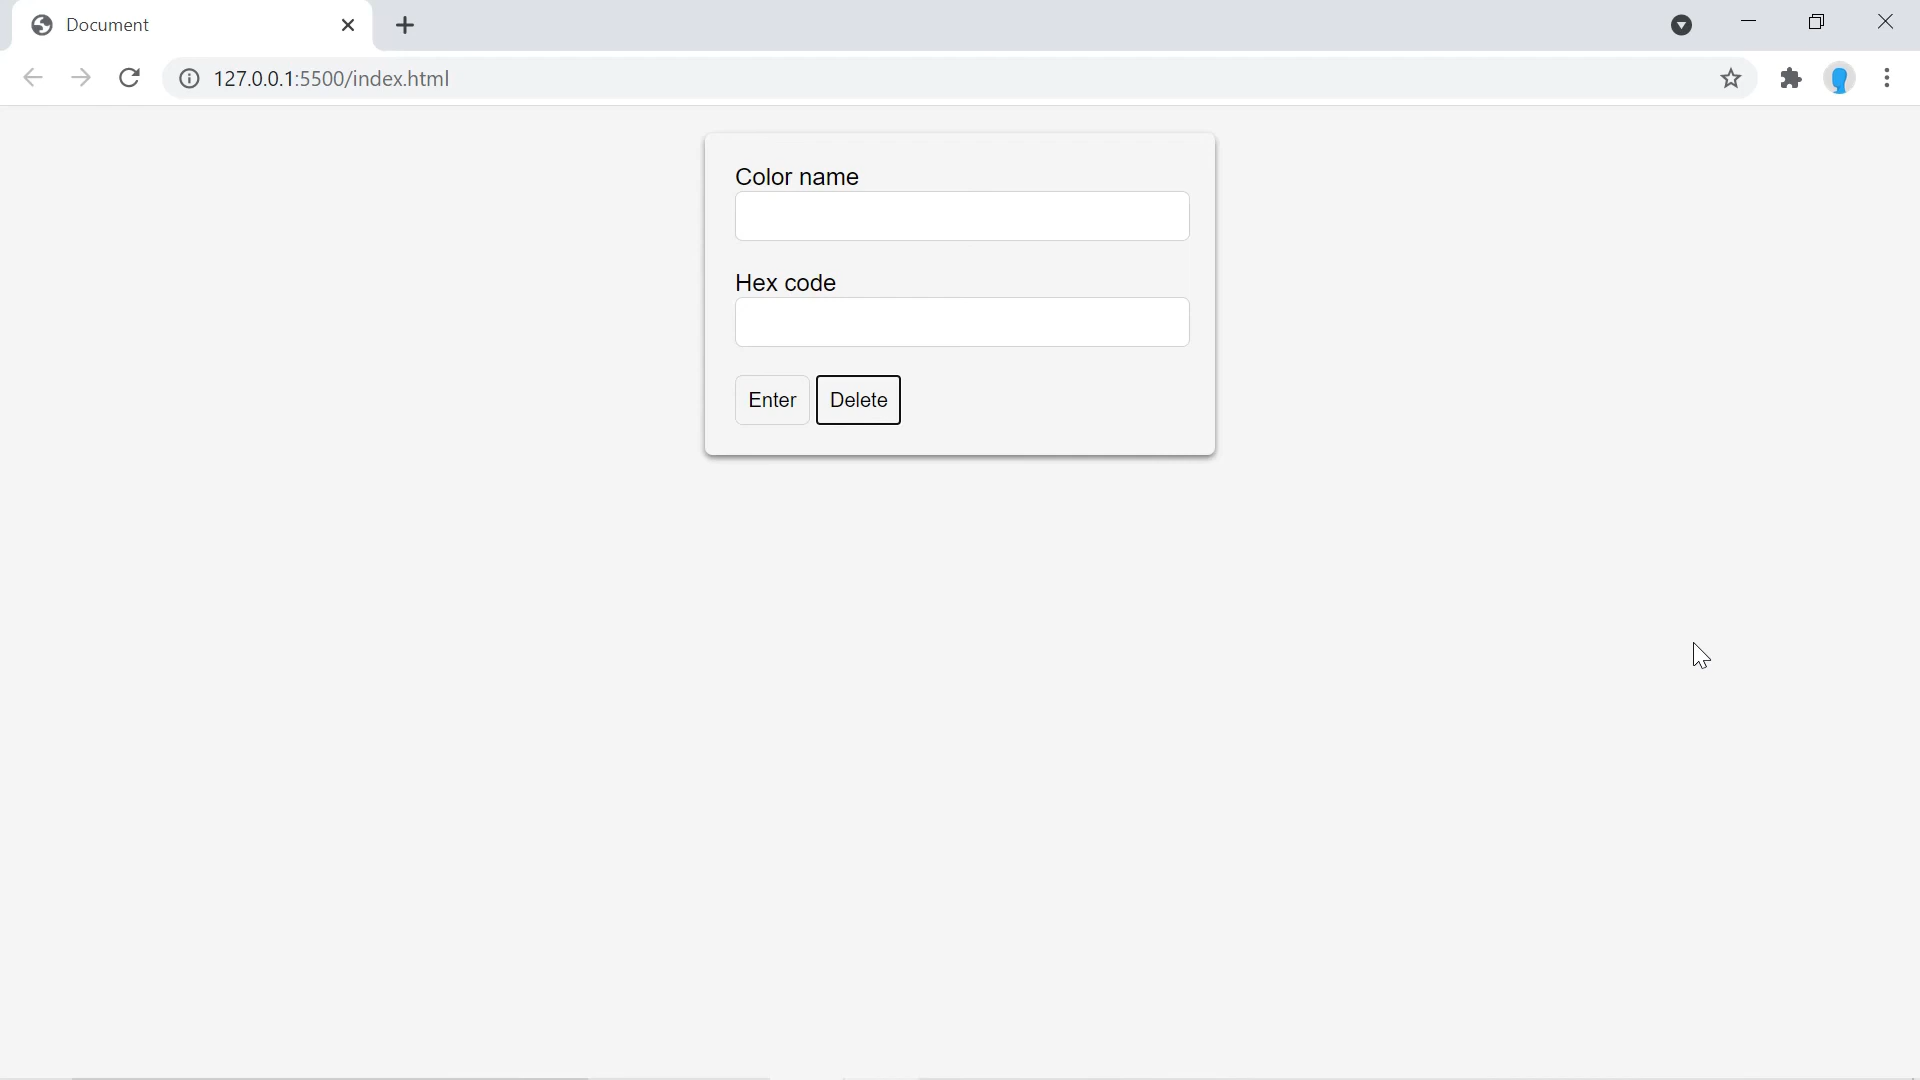 Document
127.0.0.1:5500/index.html
Color name
Hex code
Enter Delete